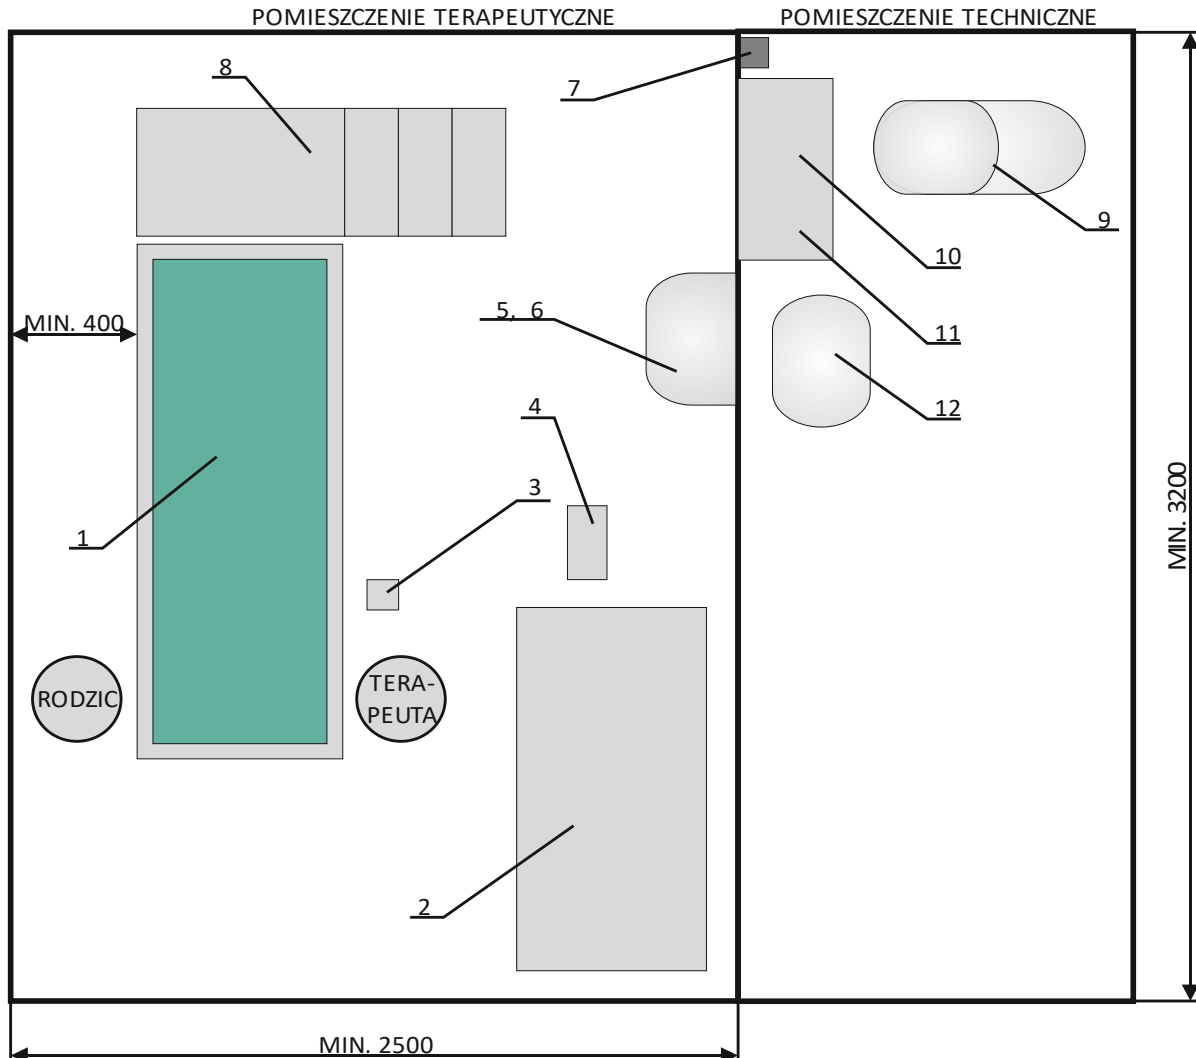 POMIESZCZENIE TERAPEUTYCZNE
POMIESZCZENIE TECHNICZNE
8
7
9
10
MIN. 400
5, 6
11
4
12
3
1
MIN. 3200
RODZIC
TERA-
PEUTA
2
MIN. 2500